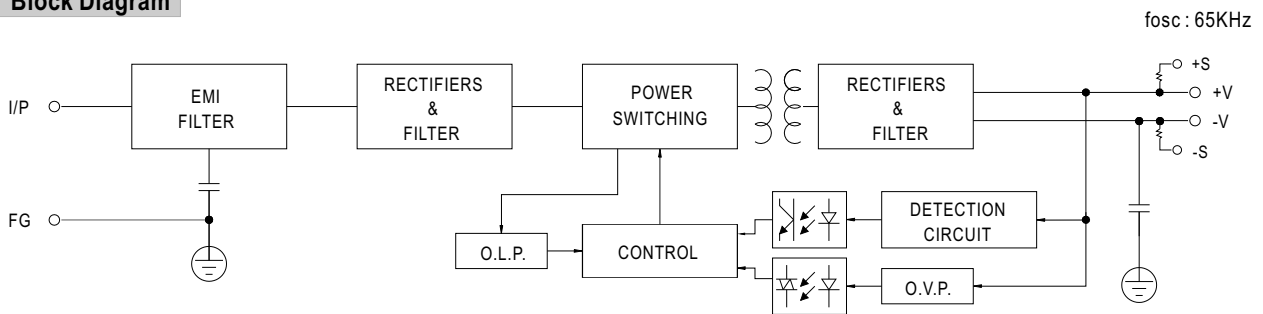 Block Diagram
fosc : 65KHz
I/P
EMI
FILTER
RECTIFIERS
&
FILTER
POWER
SWITCHING
RECTIFIERS
&
FILTER
+S
+V
-V
-S
FG
O.L.P.
CONTROL
DETECTION
CIRCUIT
O.V.P.